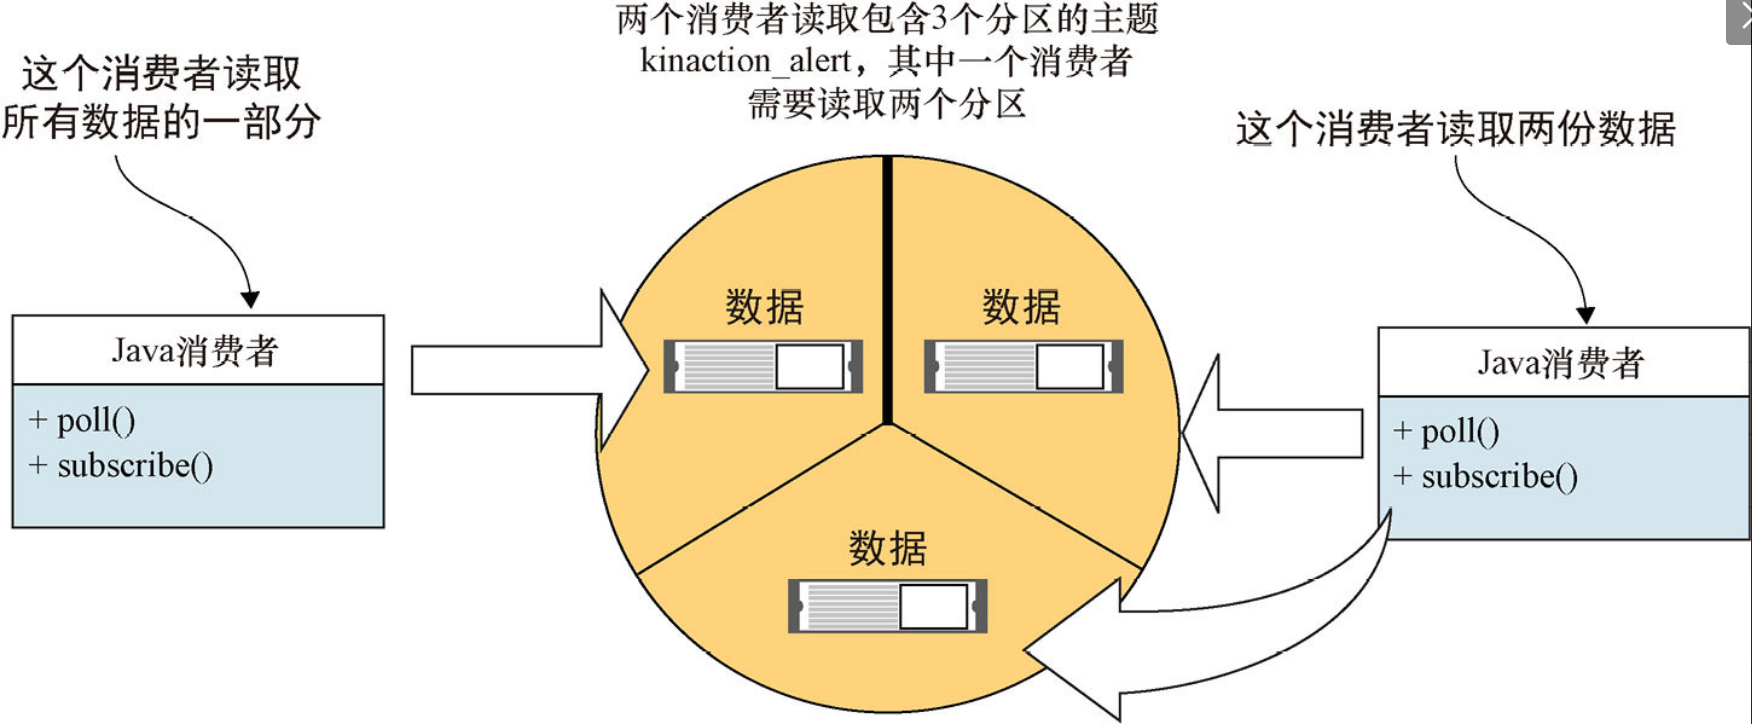 两个消费者读取包含3个分区的主题
kinaction_alert，其中一个消费者
需要读取两个分区
这个消费者读取
所有数据的一部分
这个消费者读取两份数据
数据
数据
数据
Java消费者
+ poll()
+ subscribe()
Java消费者
+ poll()
+ subscribe()